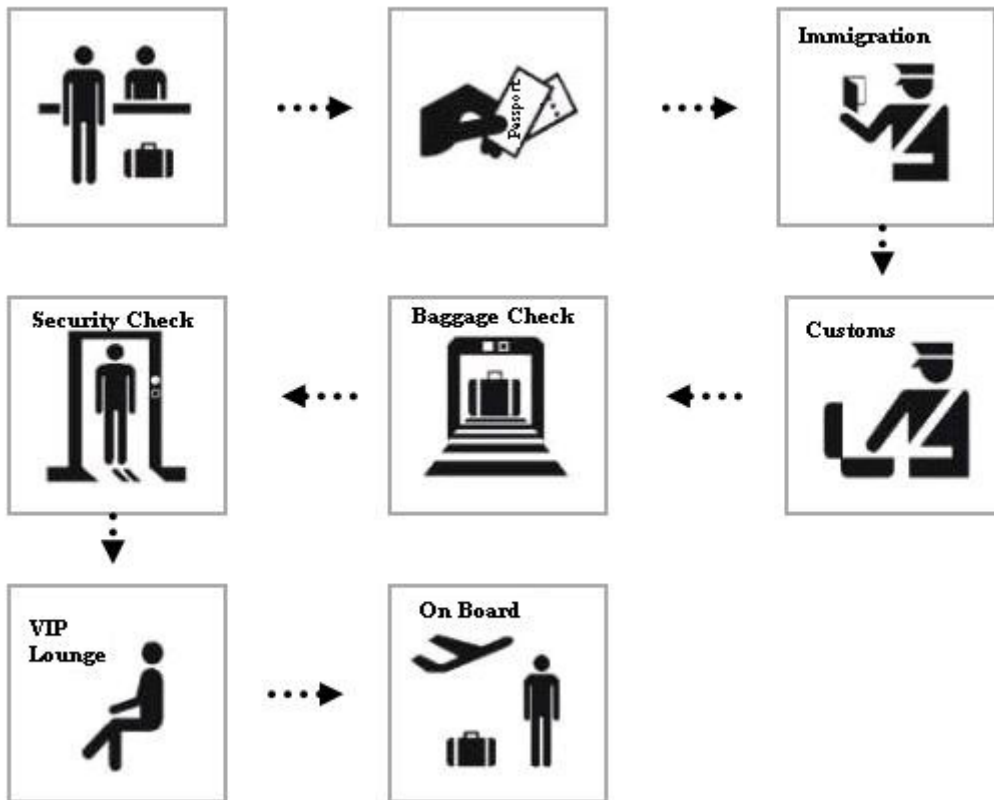 Passport
Immigration
Customs
Baggage Check
Security Check
VIP
Lounge
On Board